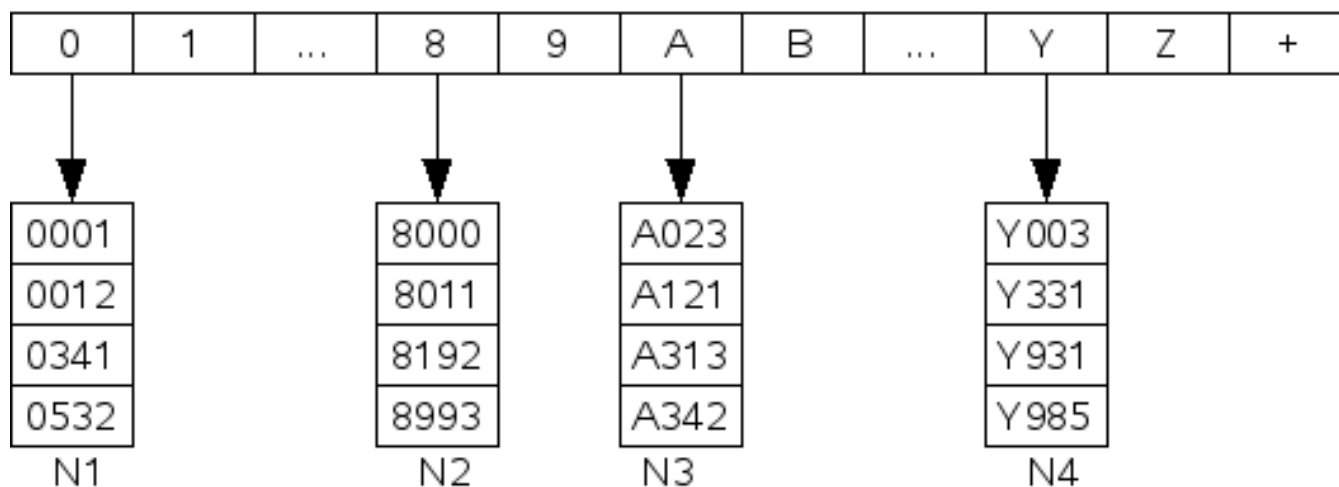 0 1 ... 8 9 A B ... Y Z +
0001 8000 A023 Y003
0012 8011 A121 Y331
0341 8192 A313 Y931
0532 8993 A342 Y985
N1 N2 N3 N4